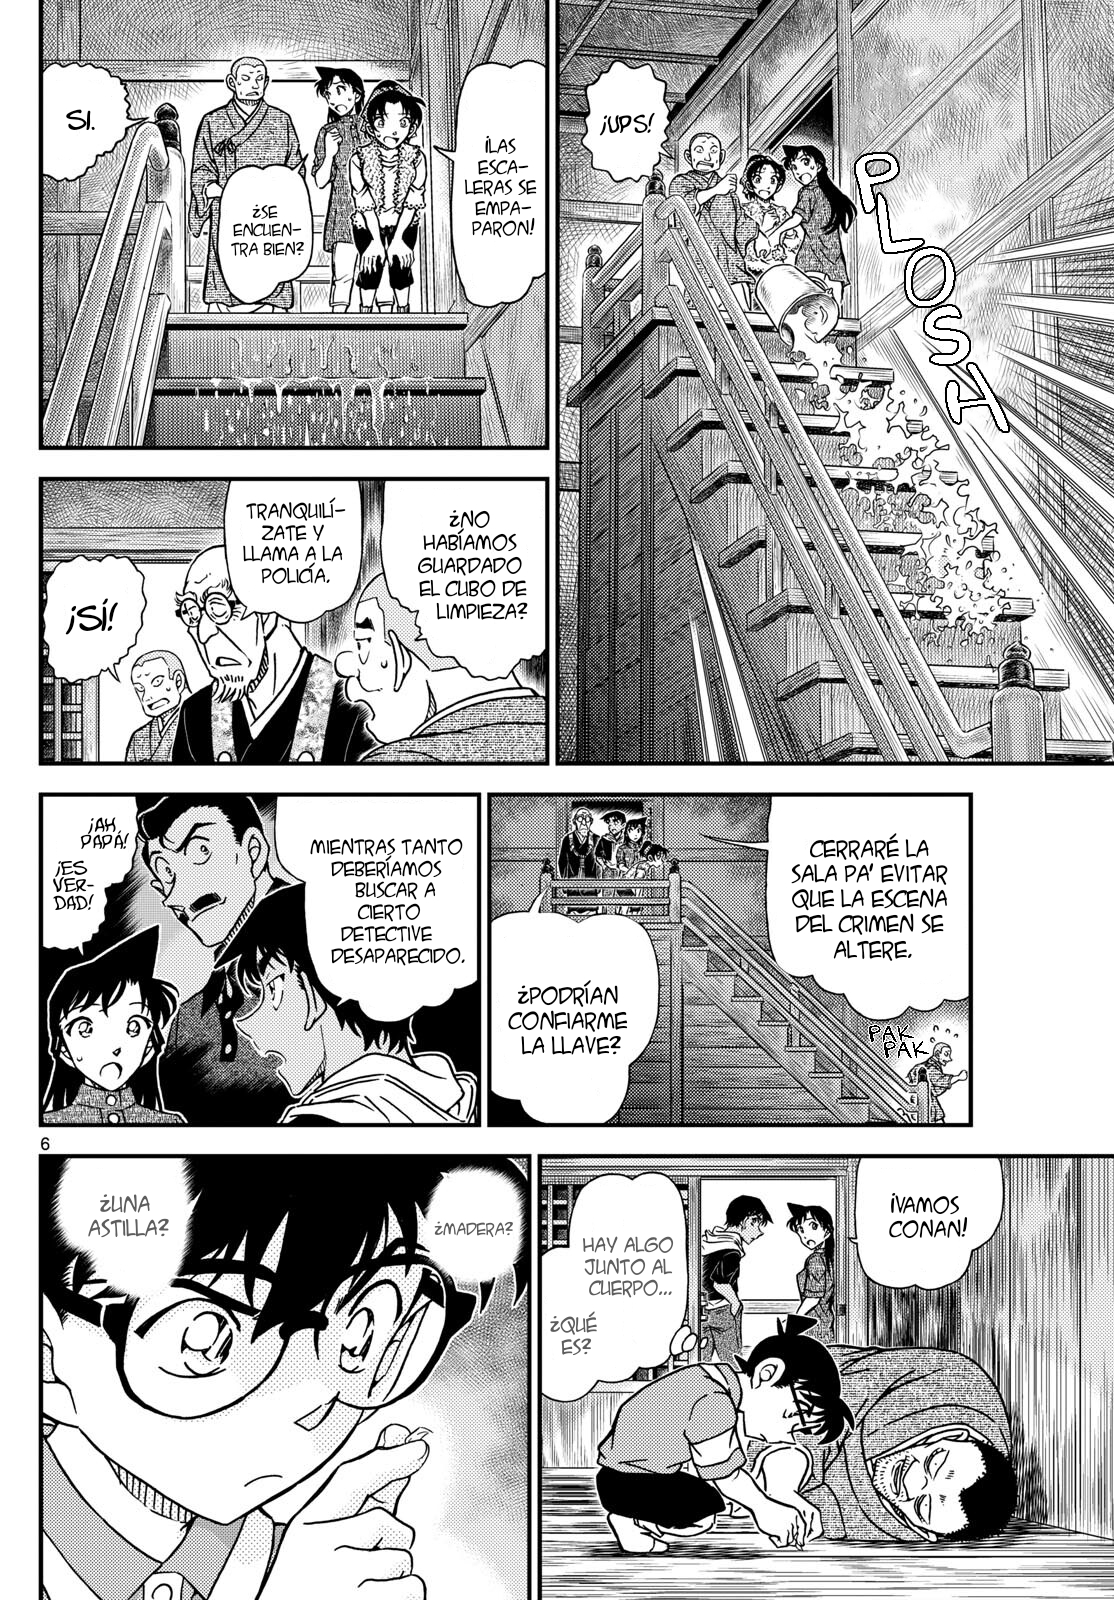 ¡UPS!
PLOSH
¡LAS
ESCA-
LERAS SE
EMPA-
PARON!
¿SE
ENCUEN-
TRA BIEN?
SI.
¿NO
HABÍAMOS
GUARDADO
EL CUBO DE
LIMPIEZA?
TRANQUILÍ-
ZATE Y
LLAMA A LA
POLICÍA.
¡SÍ!
CERRARÉ LA
SALA PA' EVITAR
QUE LA ESCENA
DEL CRIMEN SE
ALTERE.
¿PODRÍAN
CONFIARME
LA LLAVE?
PAK
PAK
MIENTRAS TANTO
DEBERÍAMOS
BUSCAR A
CIERTO
DETECTIVE
DESAPARECIDO.
¡AH,
PAPÁ!
¡ES
VER-
DAD!
6
¡VAMOS
CONAN!
HAY ALGO
JUNTO AL
CUERPO...
¿QUÉ
ES?
¿MADERA?
¿UNA
ASTILLA?